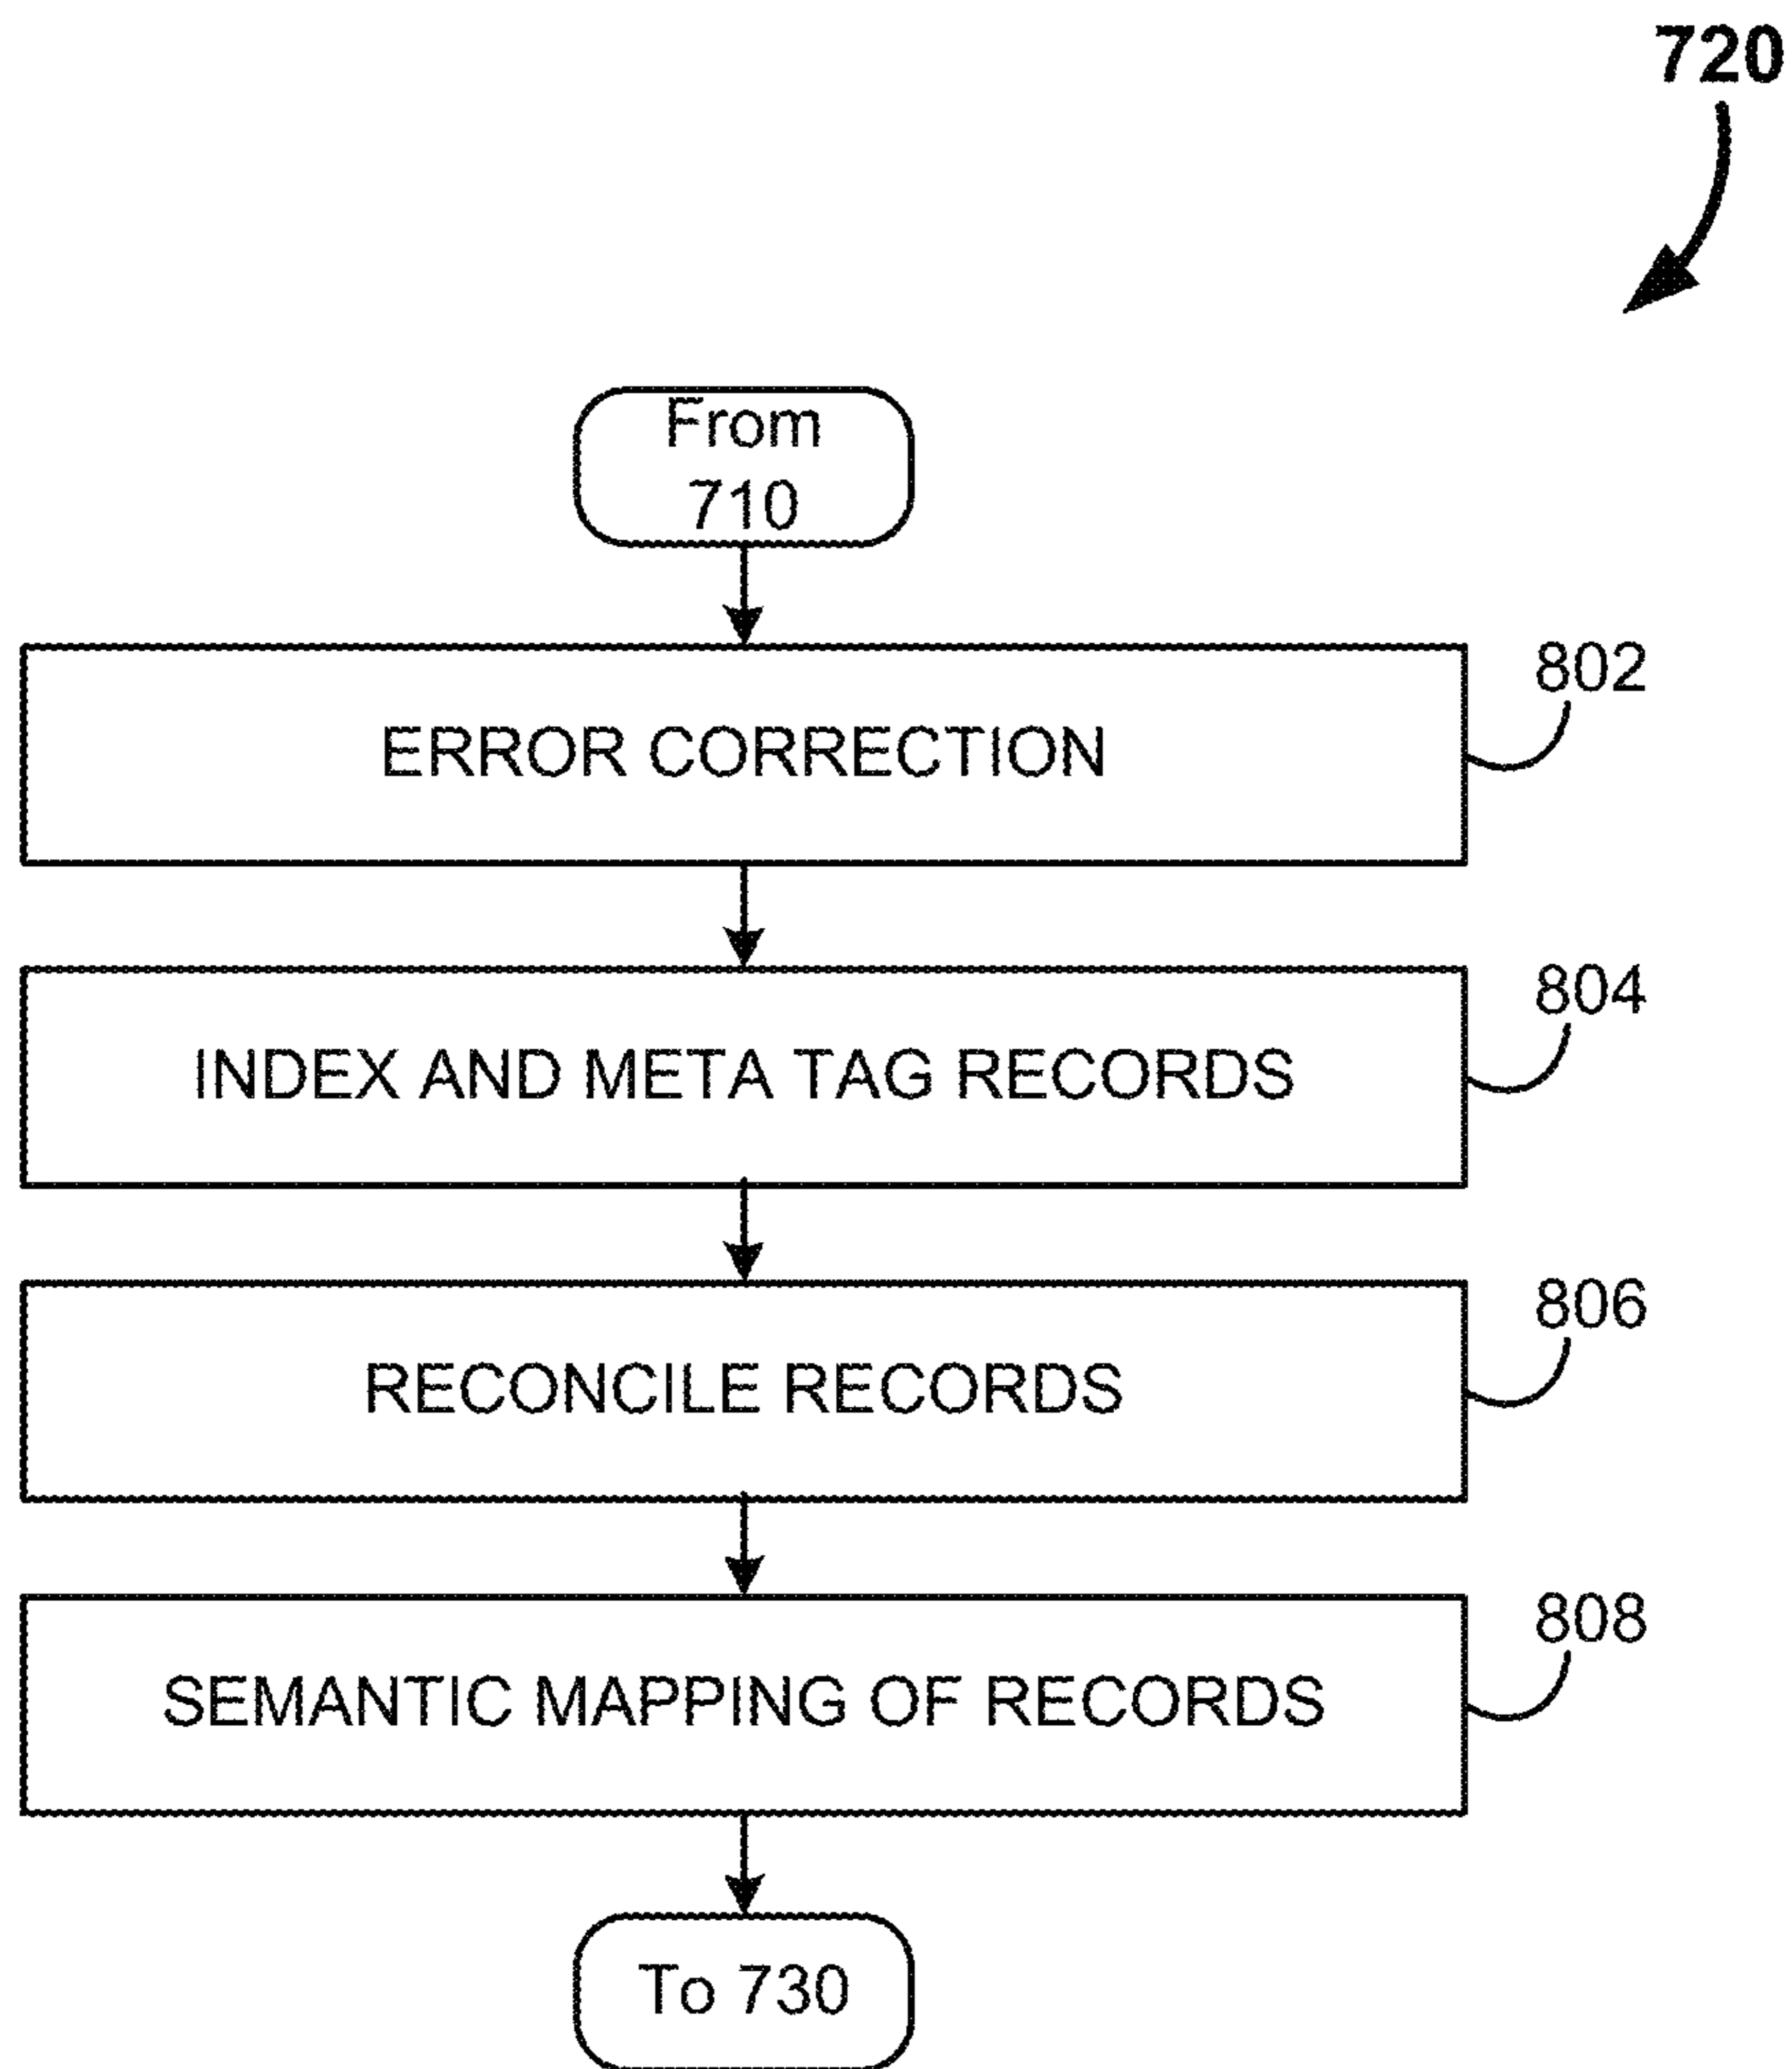 720
From
710
802
ERROR CORRECTION
804
INDEX AND META TAG RECORDS
806
RECONCILE RECORDS
808
SEMANTIC MAPPING OF RECORDS
To 730